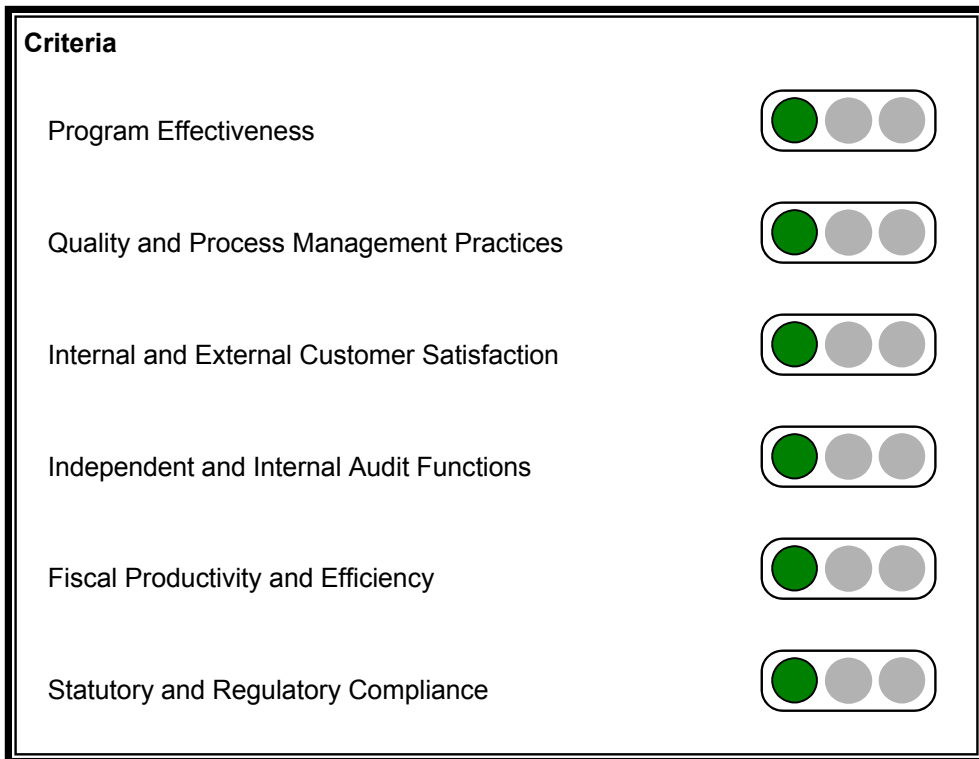 Criteria
Program Effectiveness
Quality and Process Management Practices
Internal and External Customer Satisfaction
Independent and Internal Audit Functions
Fiscal Productivity and Efficiency
Statutory and Regulatory Compliance